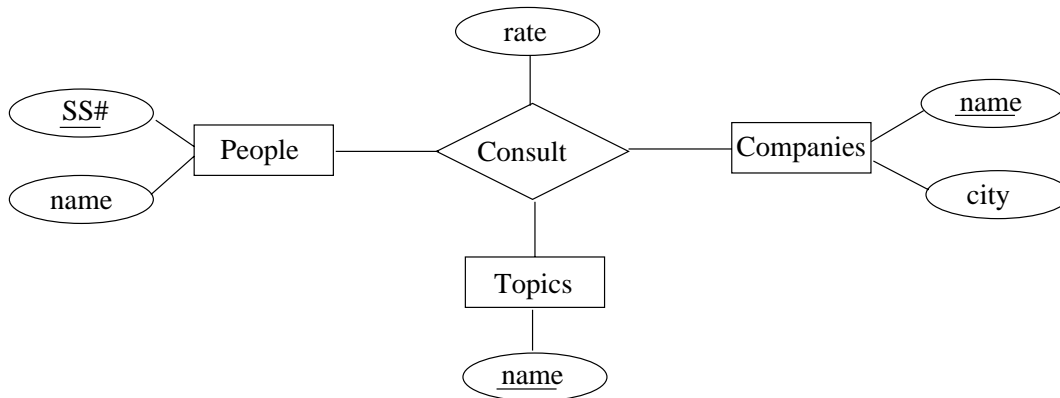 rate
SS#
name
People
Consult
Companies
name
city
Topics
name